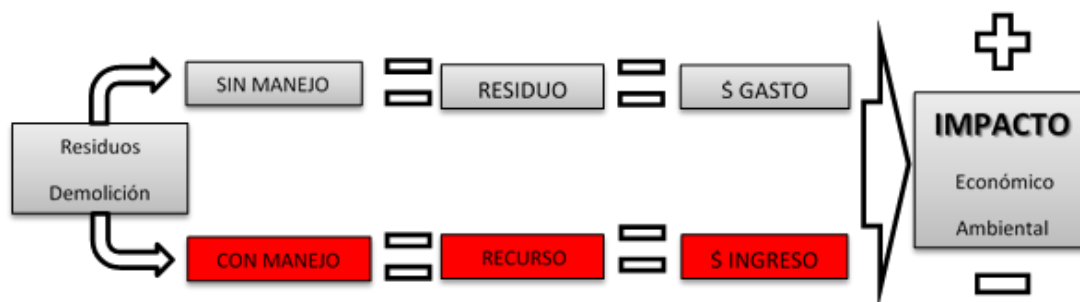 SIN MANEJO
RESIDUO
$ GASTO
Residuos
Demolición
CON MANEJO
RECURSO
$ INGRESO
IMPACTO
Económico
Ambiental